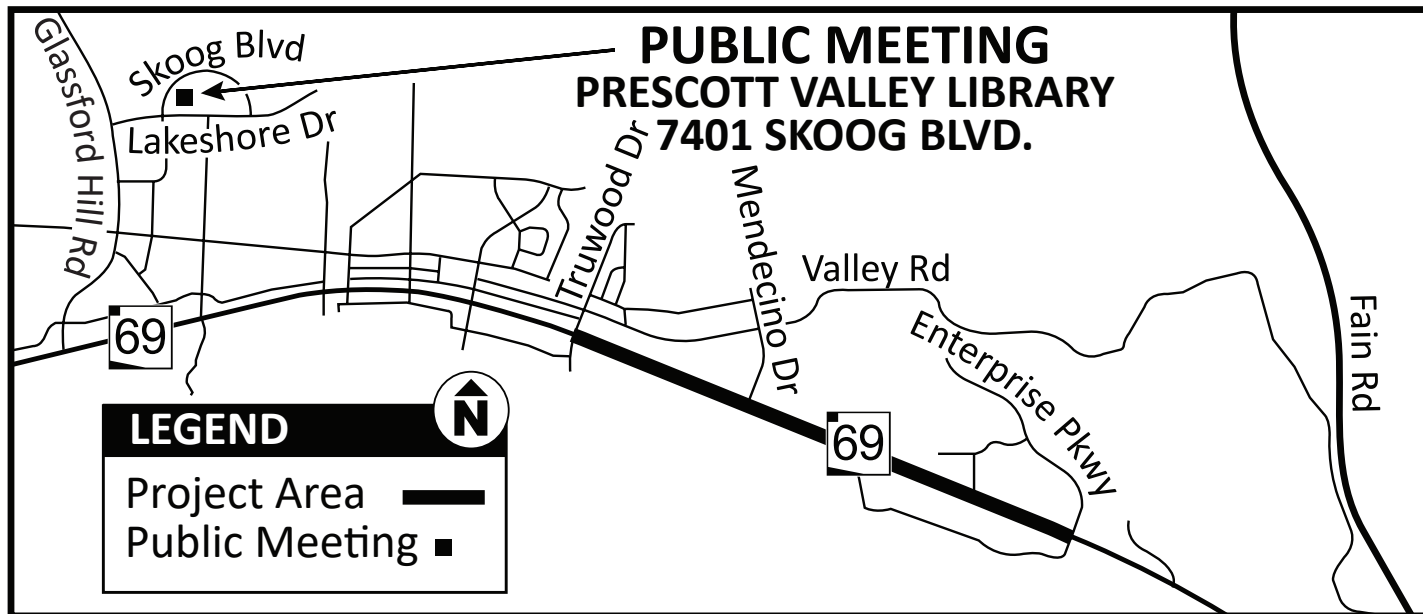 Glassford Hill Rd
Skoog Blvd
Lakeshore Dr
PUBLIC MEETING
PRESCOTT VALLEY LIBRARY
7401 SKOOG BLVD.
Truwood Dr
Mendecino Dr
Valley Rd
Enterprise Pkwy
Fain Rd
69
69
N
LEGEND
Project Area
Public Meeting